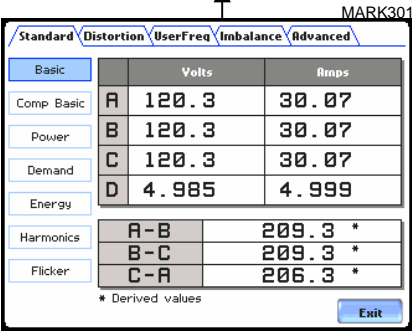 MARK301
Standard Distortion UserFreq Imbalance Advanced
Basic
Volts Amps
Comp Basic
A 120.3 30.07
Power
B 120.3 30.07
Demand
C 120.3 30.07
Energy
D 4.985 4.999
Harmonics
A-B 209.3 *
B-C 209.3 *
Flicker
C-A 206.3 *
* Derived values
Exit